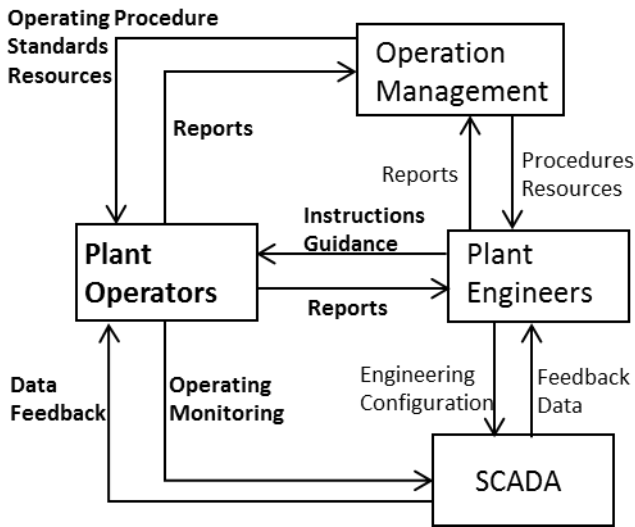 Operating Procedure
Standards
Resources
Operation
Management
Reports
Reports
Procedures
Resources
Instructions
Guidance
Plant
Operators
Plant
Engineers
Reports
Data
Feedback
Operating
Monitoring
Engineering
Configuration
Feedback
Data
SCADA